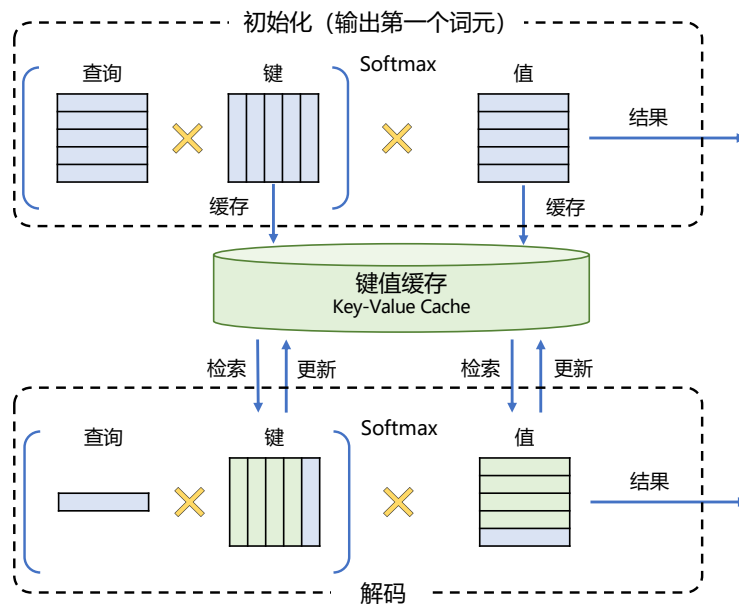 初始化（输出第一个词元）
查询
键
Softmax
值
结果
缓存
缓存
键值缓存
Key-Value Cache
检索
更新
检索
更新
查询
键
Softmax
值
结果
解码